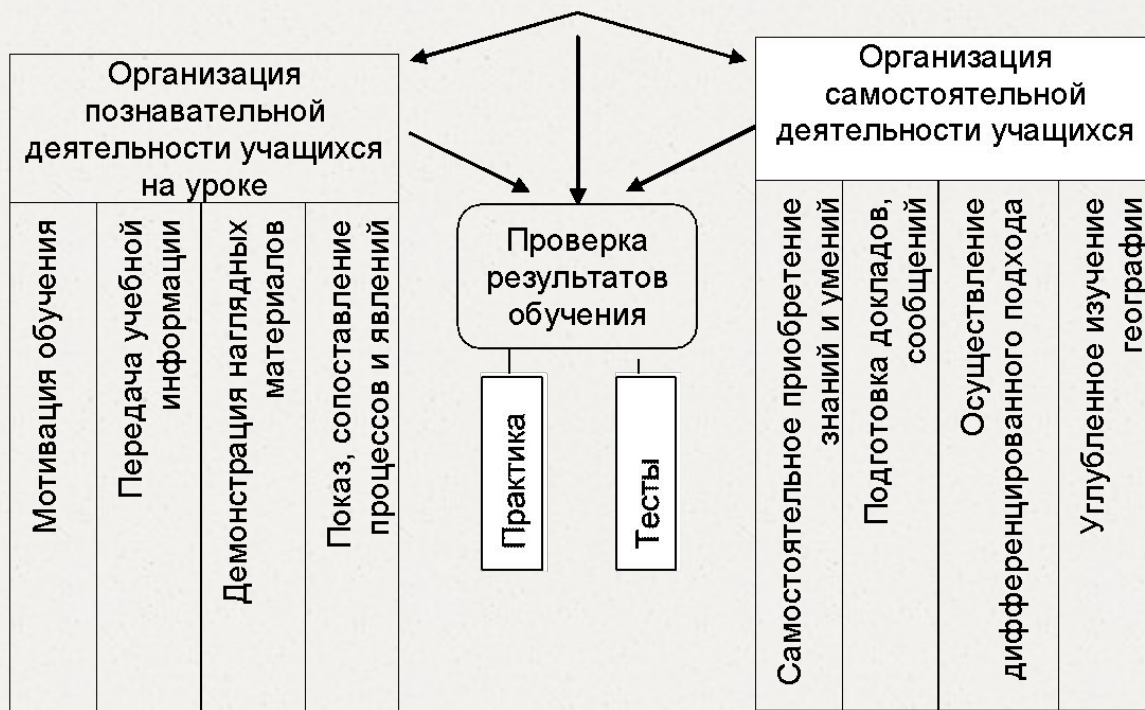 Организация
познавательной
деятельности учащихся
на уроке
Мотивация обучения
Передача учебной
информации
Демонстрация наглядных
материалов
Показ, сопоставление
процессов и явлений
Проверка
результатов
обучения
Практика
Тесты
Организация
самостоятельной
деятельности учащихся
Самостоятельное приобретение
знаний и умений
Подготовка докладов,
сообщений
Осуществление
дифференцированного подхода
Углубленное изучение
географии